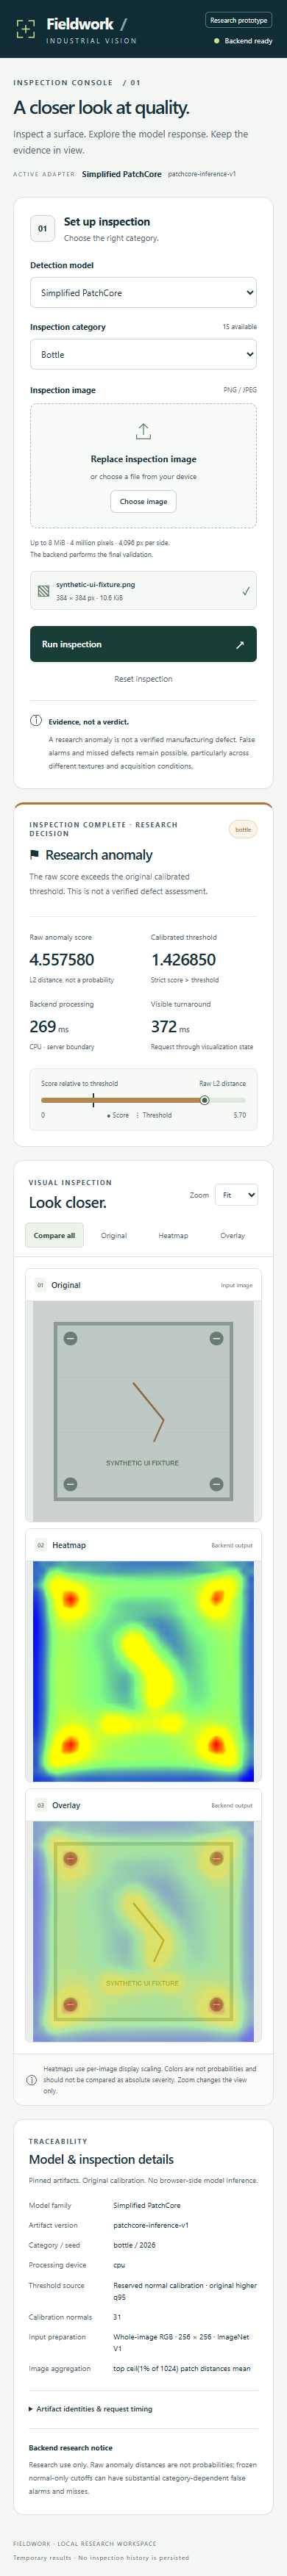 Fieldwork /
INDUSTRIAL VISION
Research prototype
Backend ready
INSPECTION CONSOLE / 01
A closer look at quality.
Inspect a surface. Explore the model response. Keep the
evidence in view.
ACTIVE ADAPTER Simplified PatchCore patchcore-inference-v1
01
Set up inspection
Choose the right category.
Detection model
Simplified PatchCore
Inspection category 15 available
Bottle
Inspection image PNG / JPEG
Replace inspection image
or choose a file from your device
Choose image
Up to 8 MiB · 4 million pixels · 4,096 px per side.
The backend performs the final validation.
synthetic-ui-fixture.png
384 × 384 px · 10.6 KiB
Run inspection
Reset inspection
Evidence, not a verdict.
A research anomaly is not a verified manufacturing defect. False
alarms and missed defects remain possible, particularly across
different textures and acquisition conditions.
INSPECTION COMPLETE · RESEARCH
DECISION
bottle
Research anomaly
The raw score exceeds the original calibrated
threshold. This is not a verified defect assessment.
Raw anomaly score
4.557580
L2 distance, not a probability
Calibrated threshold
1.426850
Strict score > threshold
Backend processing
269 ms
CPU · server boundary
Visible turnaround
372 ms
Request through visualization state
Score relative to threshold Raw L2 distance
0 Score Threshold 5.70
VISUAL INSPECTION
Look closer.
Zoom Fit
Compare all Original Heatmap Overlay
01 Original Input image
SYNTHETIC UI FIXTURE
02 Heatmap Backend output
03 Overlay Backend output
SYNTHETIC UI FIXTURE
Heatmaps use per-image display scaling. Colors are not probabilities and
should not be compared as absolute severity. Zoom changes the view
only.
TRACEABILITY
Model & inspection details
Pinned artifacts. Original calibration. No browser-side model inference.
Model family Simplified PatchCore
Artifact version patchcore-inference-v1
Category / seed bottle / 2026
Processing device cpu
Threshold source Reserved normal calibration · original higher
q95
Calibration normals 31
Input preparation Whole-image RGB · 256 × 256 · ImageNet
V1
Image aggregation top ceil(1% of 1024) patch distances mean
Artifact identities & request timing
Backend research notice
Research use only. Raw anomaly distances are not probabilities; frozen
normal-only cutoffs can have substantial category-dependent false
alarms and misses.
FIELDWORK · LOCAL RESEARCH WORKSPACE
Temporary results · No inspection history is persisted